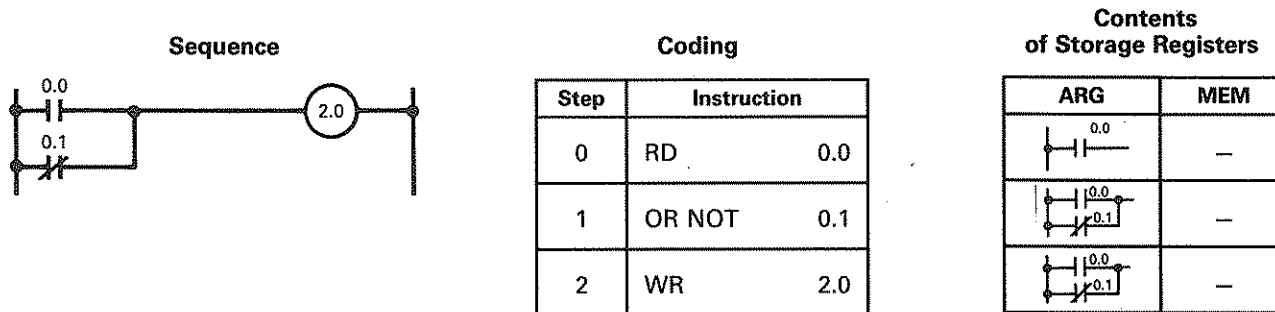 Sequence
0.0
2.0
0.1
Coding
Step Instruction
0 RD 0.0
1 OR NOT 0.1
2 WR 2.0
Contents
of Storage Registers
ARG MEM
0.0
–
0.0
0.1
–
0.0
0.1
–